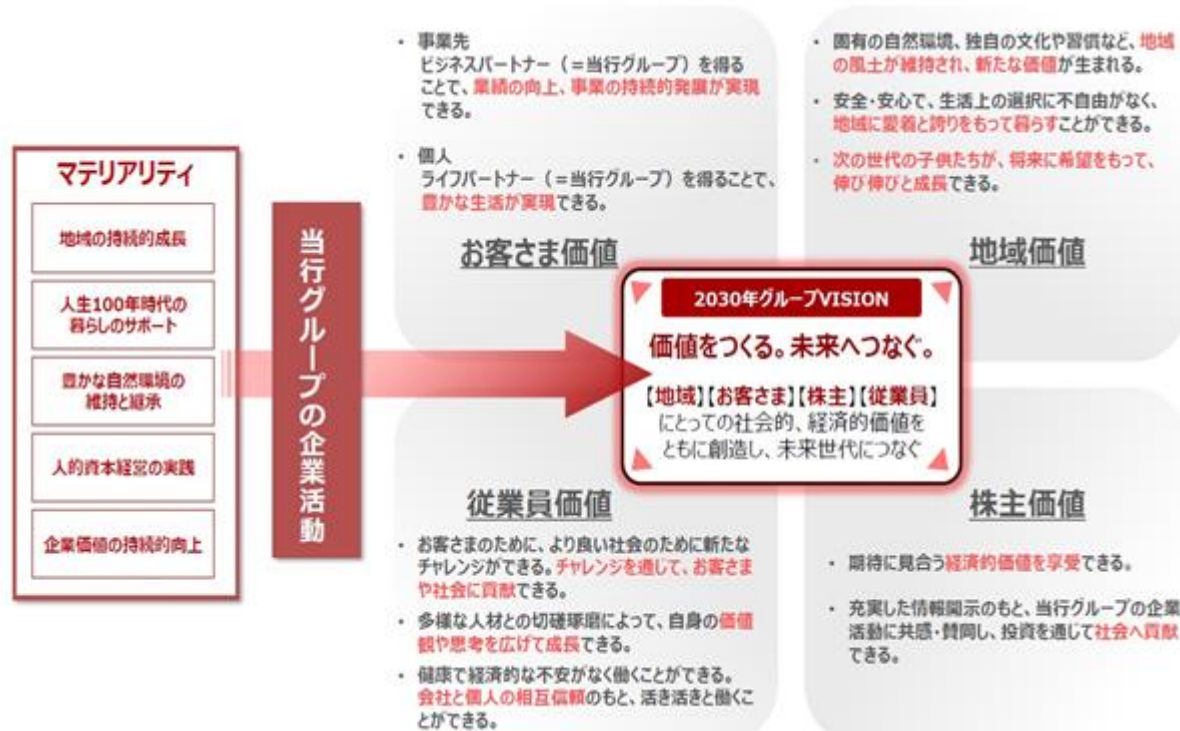 マテリアリティ
地域の持続的成長
人生100年時代の
暮らしのサポート
豊かな自然環境の
維持と継承
人的資本経営の実践
企業価値の持続的向上
当行グループの企業活動
・ 事業先
ビジネスパートナー（＝当行グループ）を得る
ことで、業績の向上、事業の持続的発展が実現
できる。
・ 個人
ライフパートナー（＝当行グループ）を得ることで、
豊かな生活が実現できる。
お客さま価値
・ 固有の自然環境、独自の文化や習慣など、地域
の風土が維持され、新たな価値が生まれる。
・ 安全・安心で、生活上の選択に不自由がなく、
地域に愛着と誇りをもって暮らすことができる。
・ 次の世代の子供たちが、将来に希望をもって、
伸び伸びと成長できる。
地域価値
2030年グループVISION
価値をつくる。未来へつなぐ。
【地域】【お客さま】【株主】【従業員】
にとっての社会的、経済的価値を
ともに創造し、未来世代につなぐ
従業員価値
・ お客さまのために、より良い社会のために新たな
チャレンジができる。チャレンジを通じて、お客さま
や社会に貢献できる。
・ 多様な人材との切磋琢磨によって、自身の価値
観や思考を広げて成長できる。
・ 健康で経済的な不安がなく働くことができる。
会社と個人の相互信頼のもと、活き活きと働くこ
とができる。
株主価値
・ 期待に見合う経済的価値を享受できる。
・ 充実した情報開示のもと、当行グループの企業
活動に共感・賛同し、投資を通じて社会へ貢献
できる。